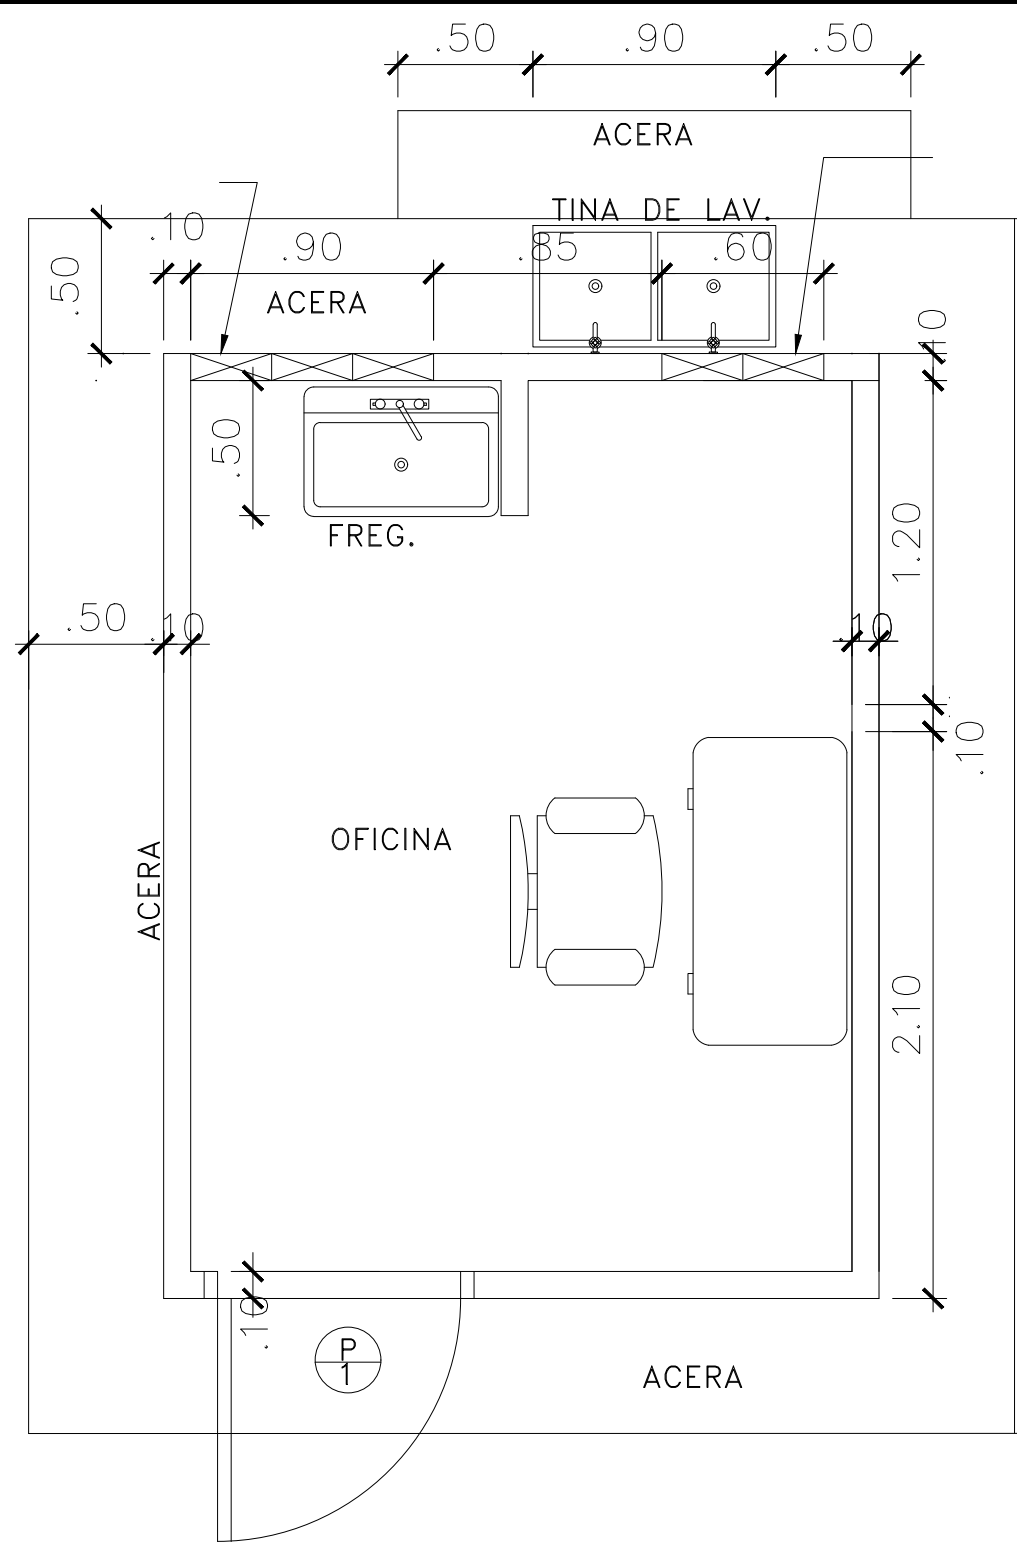 .50 .90 .50
ACERA
TINA DE LAV.
.10 .90 .85 .60
.50
ACERA
.10
.50
FREG.
1.20
.50 .10 .10
.10
OFICINA
ACERA
2.10
.10
P
1
ACERA